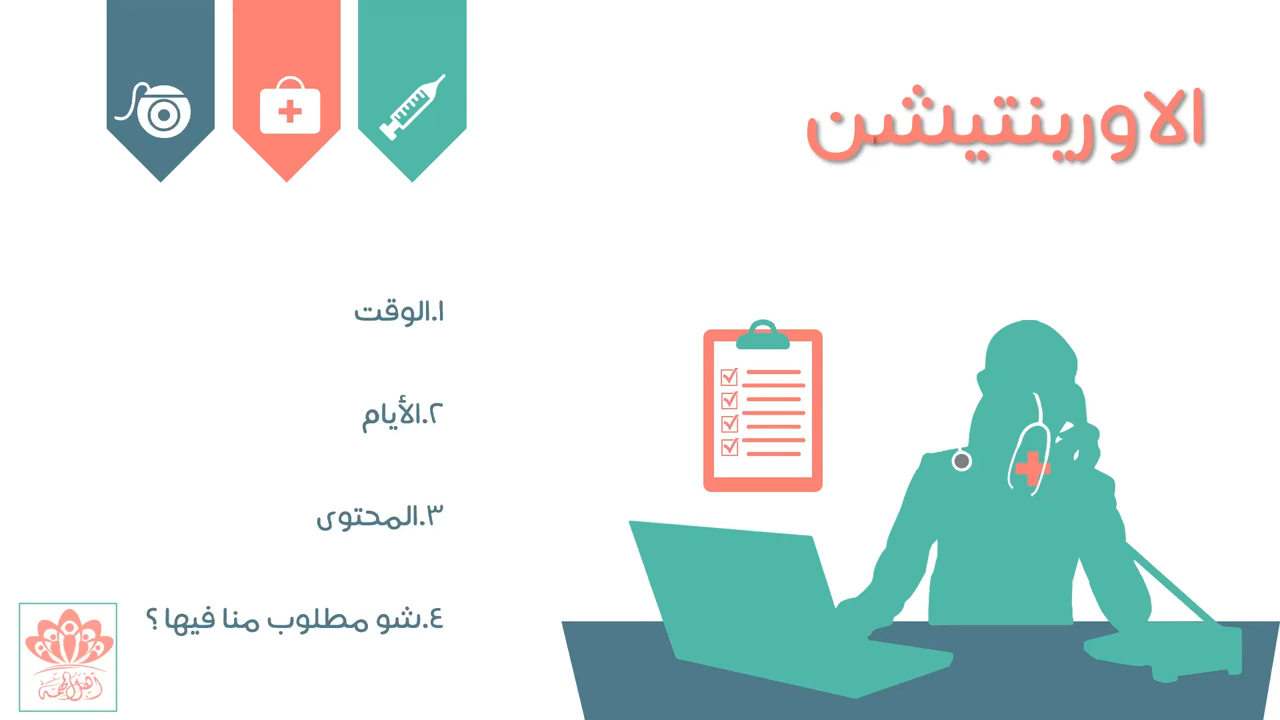 الاورينتيشن
١.الوقت
٢.الأيام
٣.المحتوى
٤.شو مطلوب منا فيها ؟